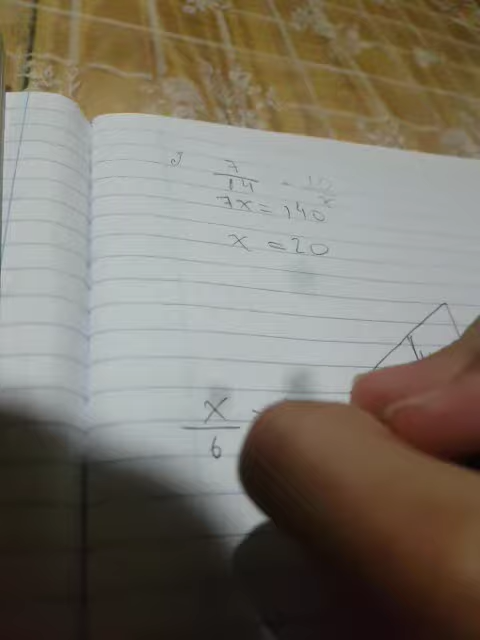 7/14 = 10/x
7x = 140
x = 20
x/6